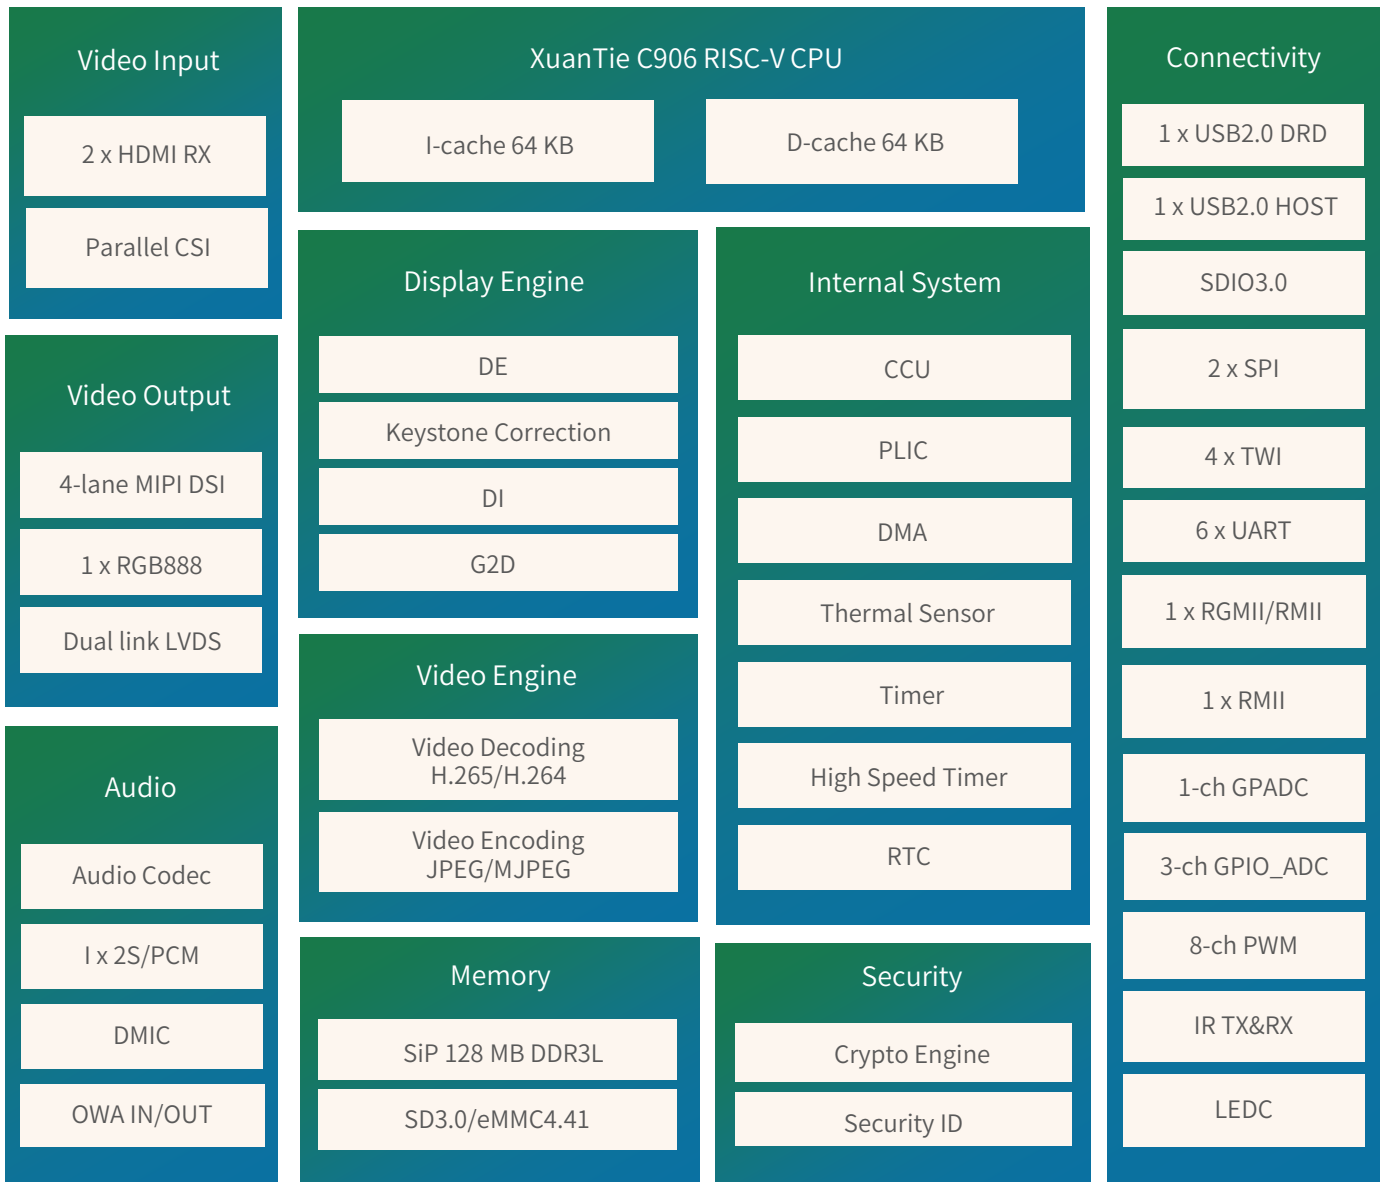 Video Input
2 x HDMI RX
Parallel CSI
Video Output
4-lane MIPI DSI
1 x RGB888
Dual link LVDS
Audio
Audio Codec
I x 2S/PCM
DMIC
OWA IN/OUT
XuanTie C906 RISC-V CPU
I-cache 64 KB
D-cache 64 KB
Display Engine
DE
Keystone Correction
DI
G2D
Video Engine
Video Decoding
H.265/H.264
Video Encoding
JPEG/MJPEG
Memory
SiP 128 MB DDR3L
SD3.0/eMMC4.41
Internal System
CCU
PLIC
DMA
Thermal Sensor
Timer
High Speed Timer
RTC
Security
Crypto Engine
Security ID
Connectivity
1 x USB2.0 DRD
1 x USB2.0 HOST
SDIO3.0
2 x SPI
4 x TWI
6 x UART
1 x RGMII/RMII
1 x RMII
1-ch GPADC
3-ch GPIO_ADC
8-ch PWM
IR TX&RX
LEDC